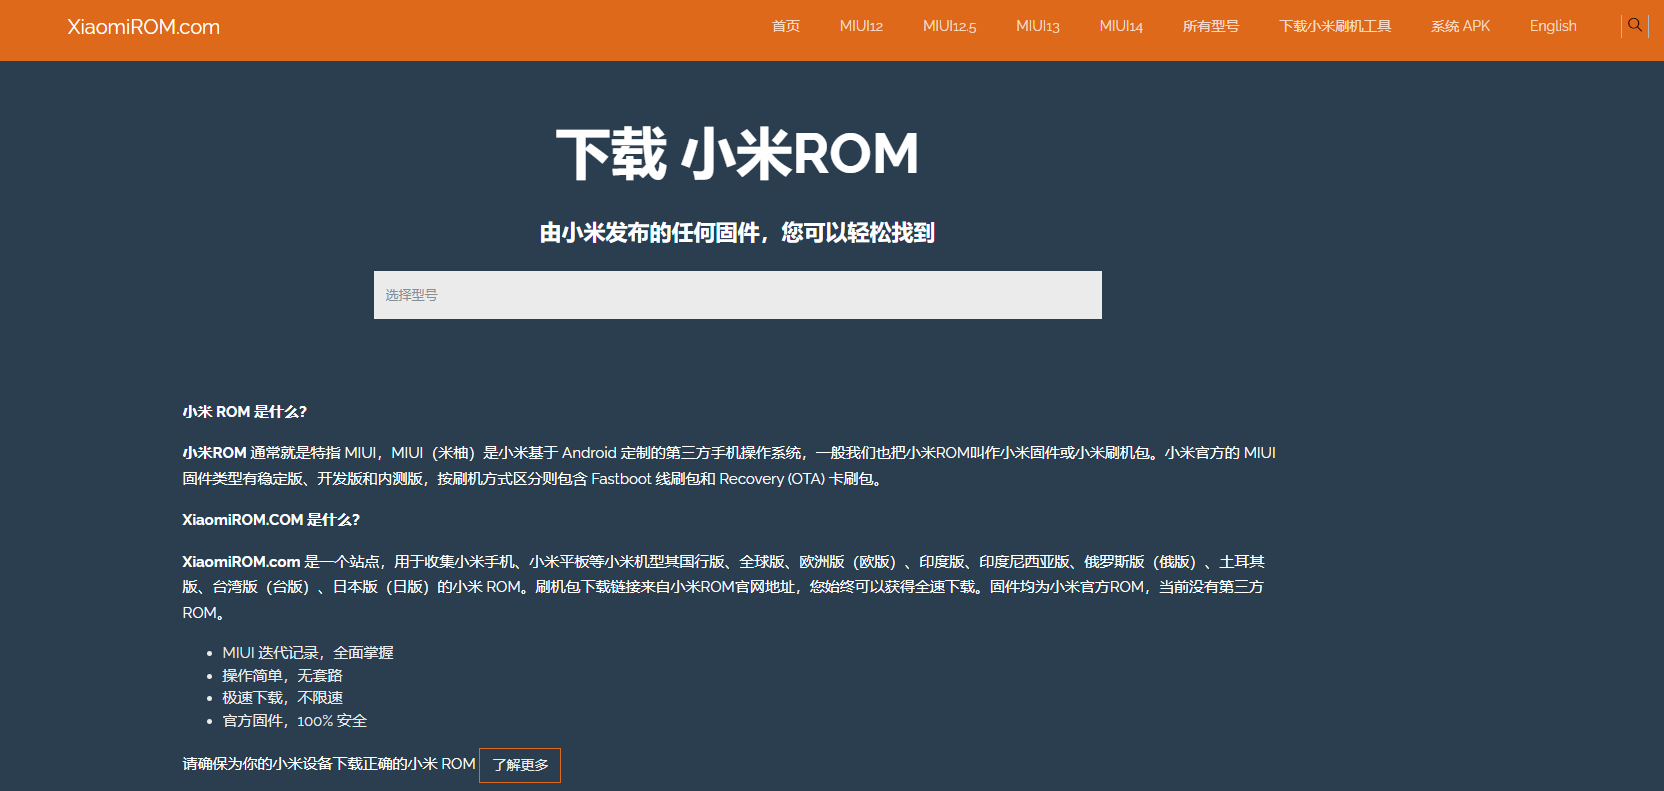 XiaomiROM.com
首页 MIUI12 MIUI12.5 MIUI13 MIUI14 所有型号 下载小米刷机工具 系统 APK English
下载 小米ROM
由小米发布的任何固件，您可以轻松找到
选择型号
小米 ROM 是什么?
小米ROM 通常就是特指 MIUI，MIUI（米柚）是小米基于 Android 定制的第三方手机操作系统，一般我们也把小米ROM叫作小米固件或小米刷机包。小米官方的 MIUI
固件类型有稳定版、开发版和内测版，按刷机方式区分则包含 Fastboot 线刷包和 Recovery (OTA) 卡刷包。
XiaomiROM.COM 是什么?
XiaomiROM.com 是一个站点，用于收集小米手机、小米平板等小米机型其国行版、全球版、欧洲版（欧版）、印度版、印度尼西亚版、俄罗斯版（俄版）、土耳其
版、台湾版（台版）、日本版（日版）的小米 ROM。刷机包下载链接来自小米ROM官网地址，您始终可以获得全速下载。固件均为小米官方ROM，当前没有第三方
ROM。
• MIUI 迭代记录，全面掌握
• 操作简单，无套路
• 极速下载，不限速
• 官方固件，100% 安全
请确保为你的小米设备下载正确的小米 ROM 了解更多